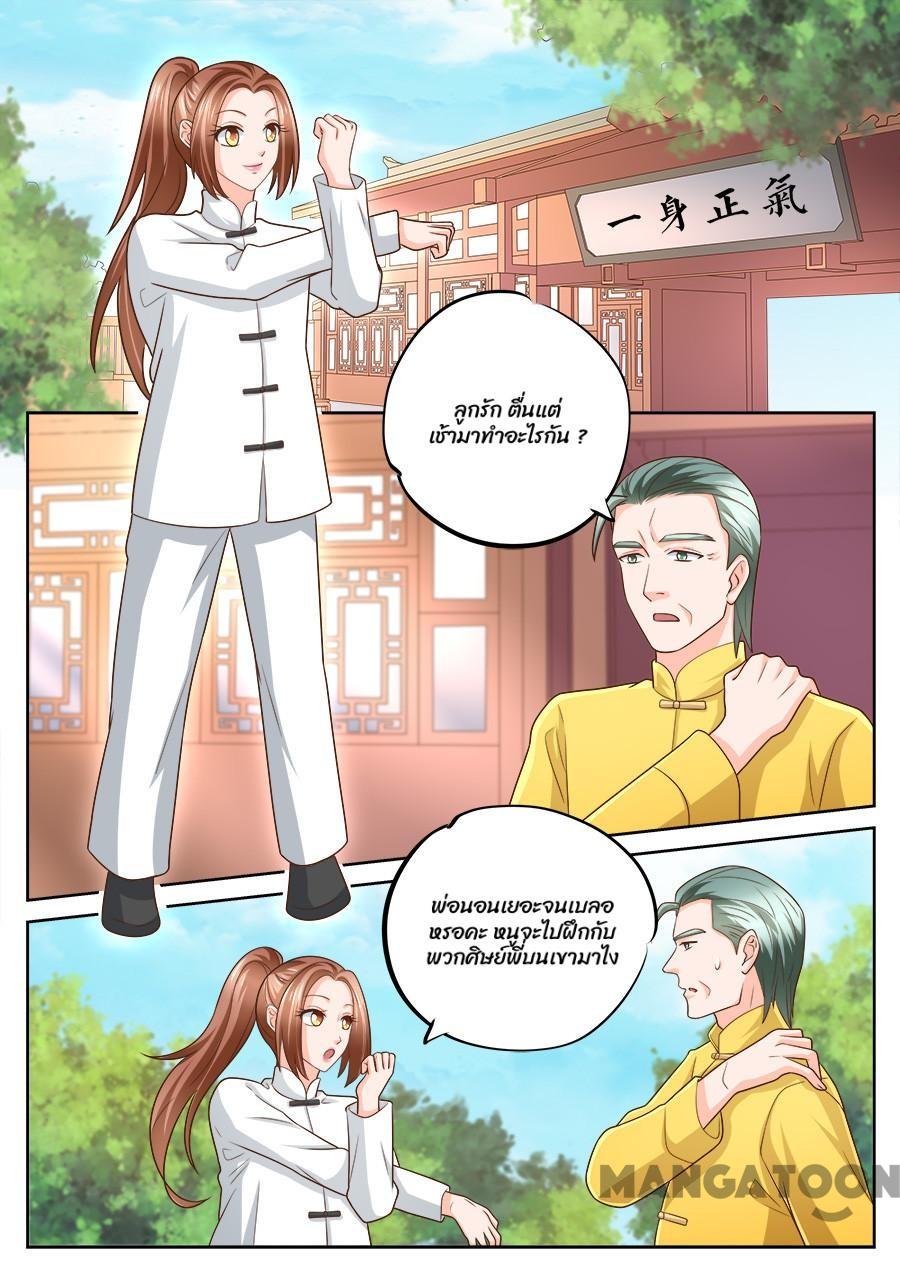 一身正氣
ลูกรัก ตื่นแต่
เช้ามาทำอะไรกัน ?
พ่อนอนเยอะจนเบลอ
หรอคะ หนูจะไปฝึกกับ
พวกศิษย์พี่บนเขามาไง
MANGATOON